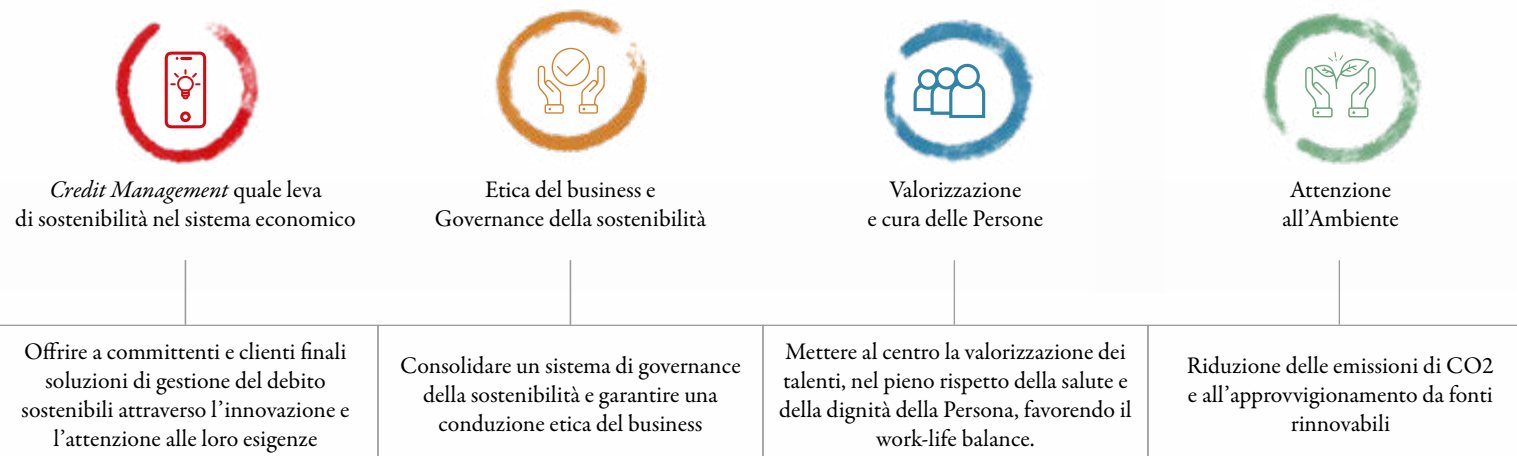 Credit Management quale leva
di sostenibilità nel sistema economico
Etica del business e
Governance della sostenibilità
Valorizzazione
e cura delle Persone
Attenzione
all'Ambiente
Offrire a committenti e clienti finali
soluzioni di gestione del debito
sostenibili attraverso l'innovazione e
l'attenzione alle loro esigenze
Consolidare un sistema di governance
della sostenibilità e garantire una
conduzione etica del business
Mettere al centro la valorizzazione dei
talenti, nel pieno rispetto della salute e
della dignità della Persona, favorendo il
work-life balance.
Riduzione delle emissioni di CO2
e all'approvvigionamento da fonti
rinnovabili